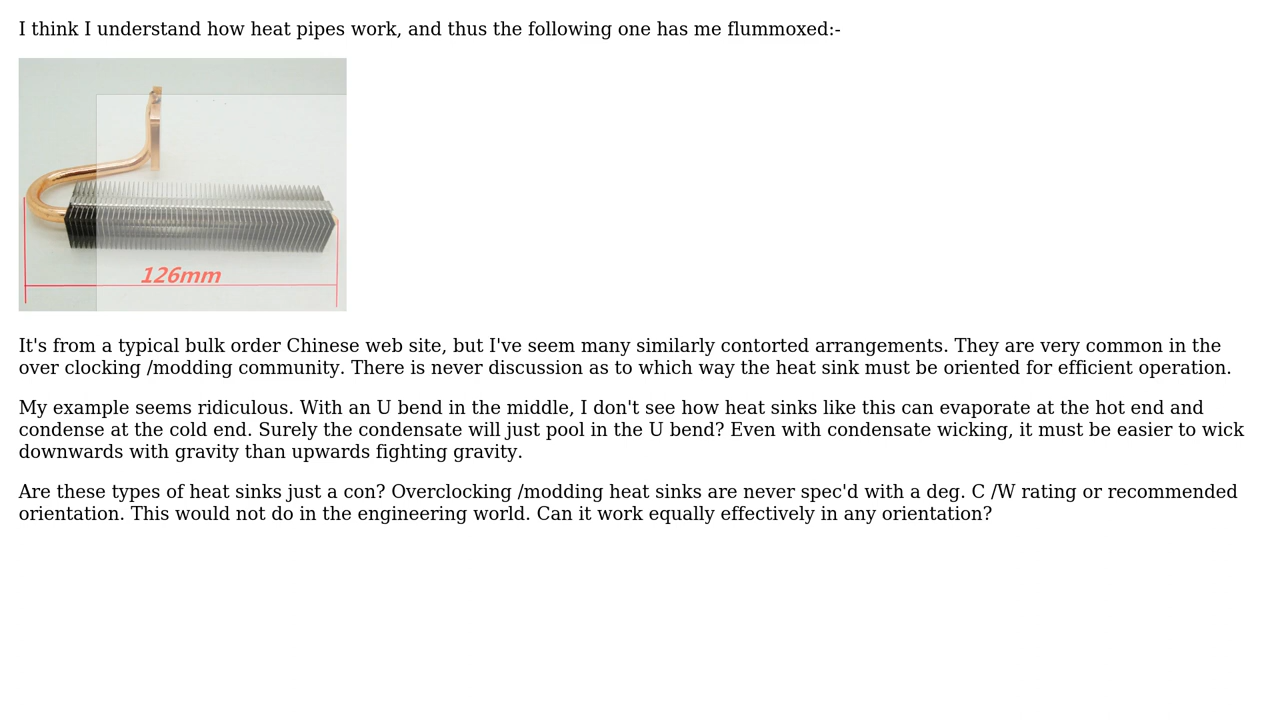 I think I understand how heat pipes work, and thus the following one has me flummoxed:-
126mm
It's from a typical bulk order Chinese web site, but I've seem many similarly contorted arrangements. They are very common in the
over clocking /modding community. There is never discussion as to which way the heat sink must be oriented for efficient operation.
My example seems ridiculous. With an U bend in the middle, I don't see how heat sinks like this can evaporate at the hot end and
condense at the cold end. Surely the condensate will just pool in the U bend? Even with condensate wicking, it must be easier to wick
downwards with gravity than upwards fighting gravity.
Are these types of heat sinks just a con? Overclocking /modding heat sinks are never spec'd with a deg. C /W rating or recommended
orientation. This would not do in the engineering world. Can it work equally effectively in any orientation?